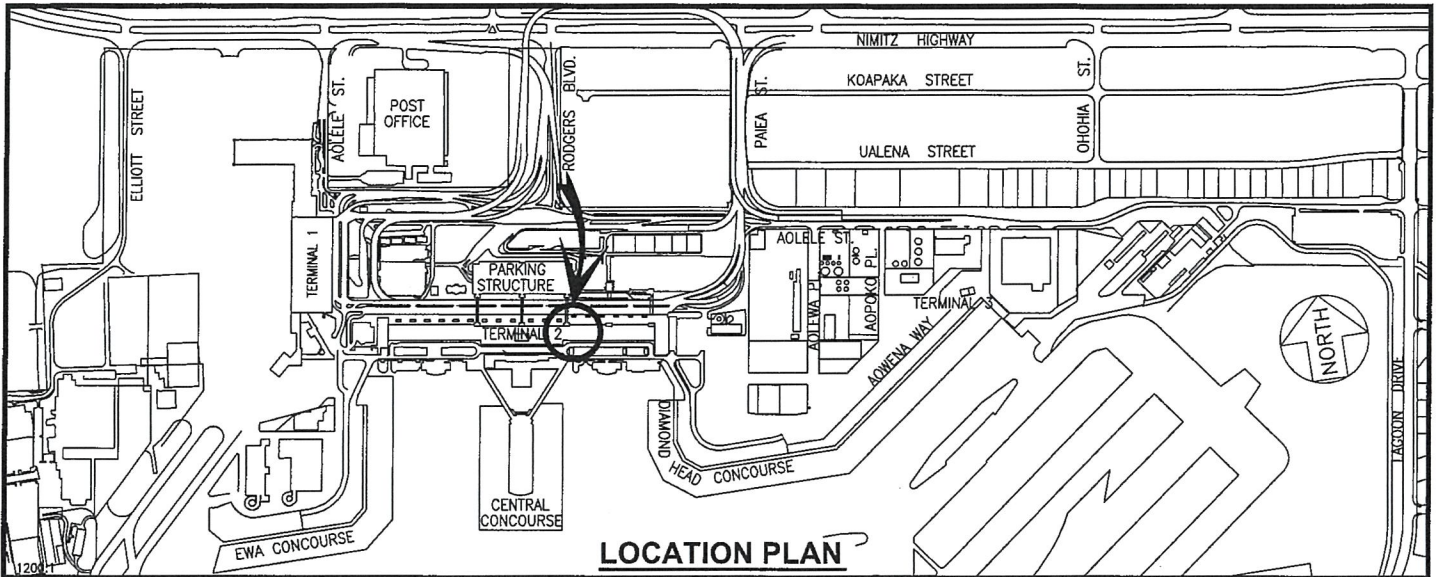 NIMITZ HIGHWAY
KOAPAKA STREET
UALENA STREET
ELLIOTT STREET
AOLELE ST.
POST
OFFICE
RODGERS BLVD.
PAIEA ST.
OHOHIA ST.
TERMINAL 1
PARKING
STRUCTURE
TERMINAL 2
AOLELE ST.
AOLEWA PL.
AOPOKO PL.
TERMINAL 3
AOWENA WAY
NORTH
LAGOON DRIVE
DIAMOND HEAD CONCOURSE
CENTRAL
CONCOURSE
EWA CONCOURSE
LOCATION PLAN